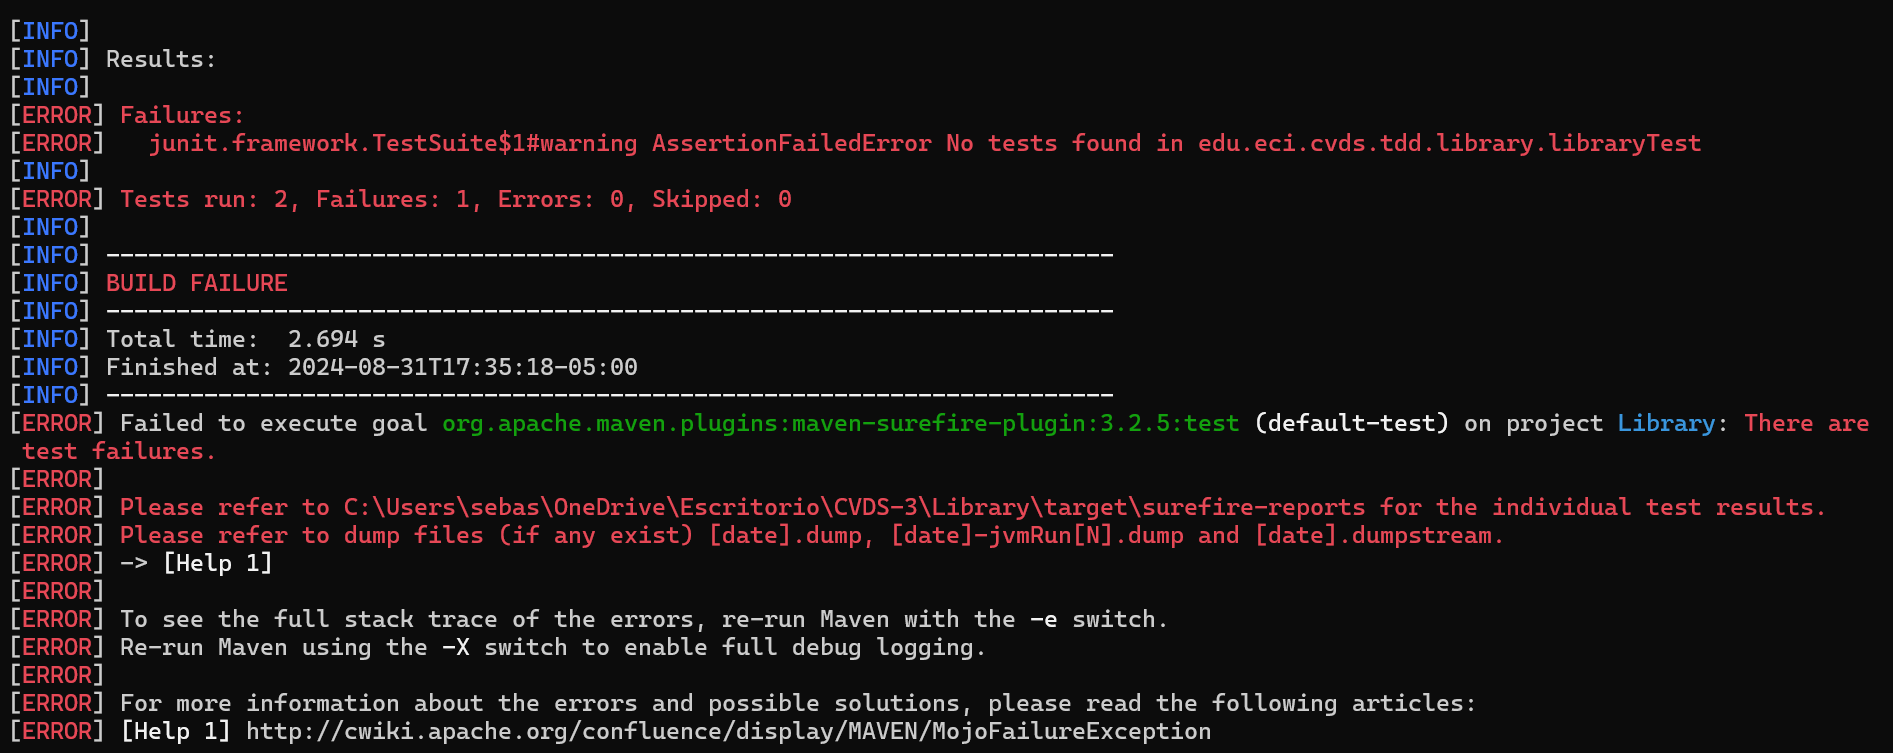 [INFO]
[INFO] Results:
[INFO]
[ERROR] Failures:
[ERROR]   junit.framework.TestSuite$1#warning AssertionFailedError No tests found in edu.eci.cvds.tdd.library.libraryTest
[INFO]
[ERROR] Tests run: 2, Failures: 1, Errors: 0, Skipped: 0
[INFO]
[INFO] ------------------------------------------------------------------------
[INFO] BUILD FAILURE
[INFO] ------------------------------------------------------------------------
[INFO] Total time:  2.694 s
[INFO] Finished at: 2024-08-31T17:35:18-05:00
[INFO] ------------------------------------------------------------------------
[ERROR] Failed to execute goal org.apache.maven.plugins:maven-surefire-plugin:3.2.5:test (default-test) on project Library: There are
 test failures.
[ERROR]
[ERROR] Please refer to C:\Users\sebas\OneDrive\Escritorio\CVDS-3\Library\target\surefire-reports for the individual test results.
[ERROR] Please refer to dump files (if any exist) [date].dump, [date]-jvmRun[N].dump and [date].dumpstream.
[ERROR] -> [Help 1]
[ERROR]
[ERROR] To see the full stack trace of the errors, re-run Maven with the -e switch.
[ERROR] Re-run Maven using the -X switch to enable full debug logging.
[ERROR]
[ERROR] For more information about the errors and possible solutions, please read the following articles:
[ERROR] [Help 1] http://cwiki.apache.org/confluence/display/MAVEN/MojoFailureException